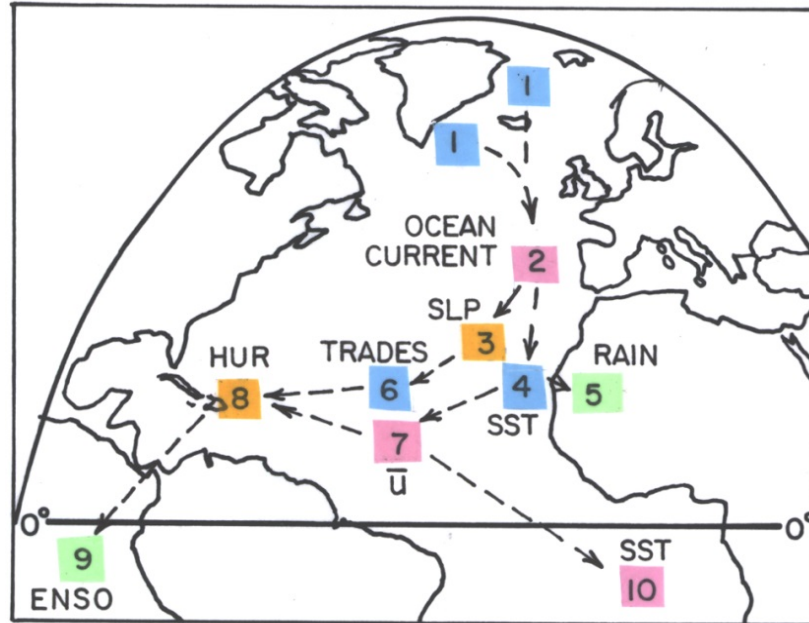 1
1
OCEAN
CURRENT
2
SLP
3
HUR
TRADES
RAIN
8
6
4
5
SST
7
u̅
0°
0°
9
SST
ENSO
10